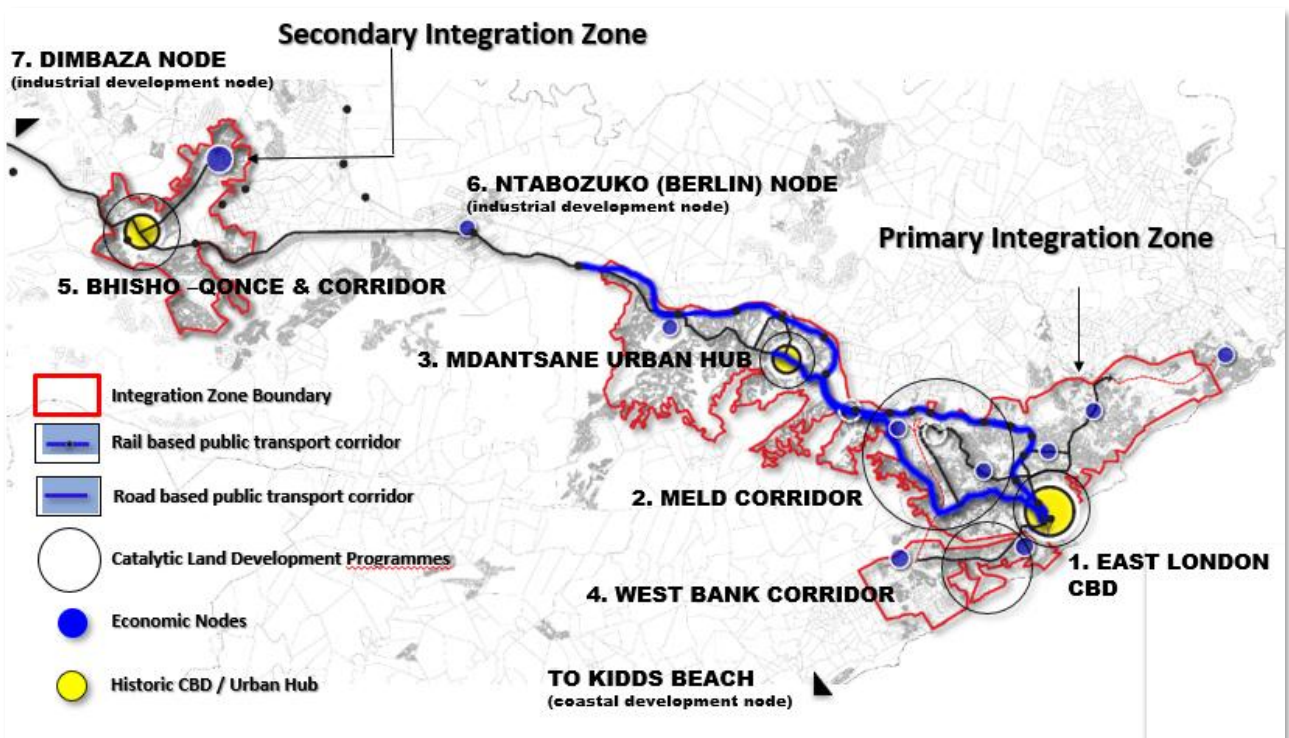 Secondary Integration Zone
7. DIMBAZA NODE
(industrial development node)
6. NTABOZUKO (BERLIN) NODE
(industrial development node)
Primary Integration Zone
5. BHISHO –QONCE & CORRIDOR
3. MDANTSANE URBAN HUB
Integration Zone Boundary
Rail based public transport corridor
Road based public transport corridor
2. MELD CORRIDOR
Catalytic Land Development Programmes
1. EAST LONDON
CBD
4. WEST BANK CORRIDOR
Economic Nodes
Historic CBD / Urban Hub
TO KIDDS BEACH
(coastal development node)